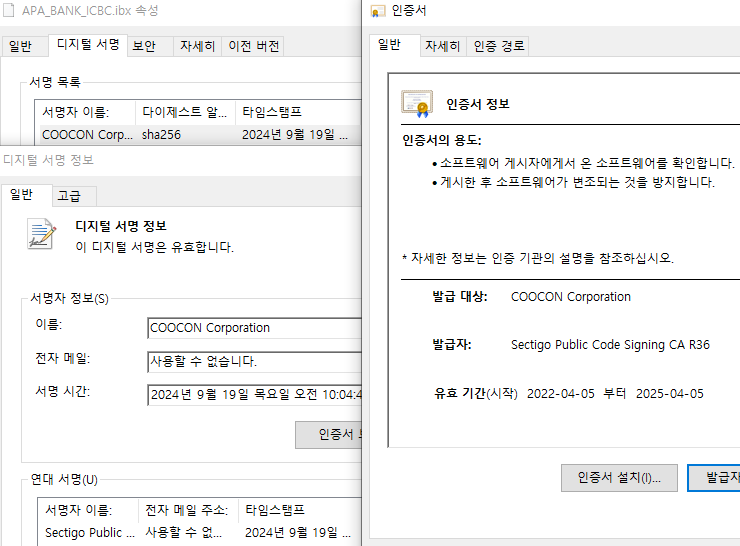 APA_BANK_ICBC.ibx 속성
일반 디지털 서명 보안 자세히 이전 버전
서명 목록
서명자 이름: 다이제스트 알... 타임스탬프
COOCON Corp... sha256 2024년 9월 19일 ...
디지털 서명 정보
일반 고급
디지털 서명 정보
이 디지털 서명은 유효합니다.
서명자 정보(S)
이름: COOCON Corporation
전자 메일: 사용할 수 없습니다.
서명 시간: 2024년 9월 19일 목요일 오전 10:04:4
인증서 보
연대 서명(U)
서명자 이름: 전자 메일 주소: 타임스탬프
Sectigo Public ... 사용할 수 없... 2024년 9월 19일 ...
인증서
일반 자세히 인증 경로
인증서 정보
인증서의 용도:
• 소프트웨어 게시자에게서 온 소프트웨어를 확인합니다.
• 게시한 후 소프트웨어가 변조되는 것을 방지합니다.
* 자세한 정보는 인증 기관의 설명을 참조하십시오.
발급 대상: COOCON Corporation
발급자: Sectigo Public Code Signing CA R36
유효 기간(시작) 2022-04-05 부터 2025-04-05
인증서 설치(I)... 발급자